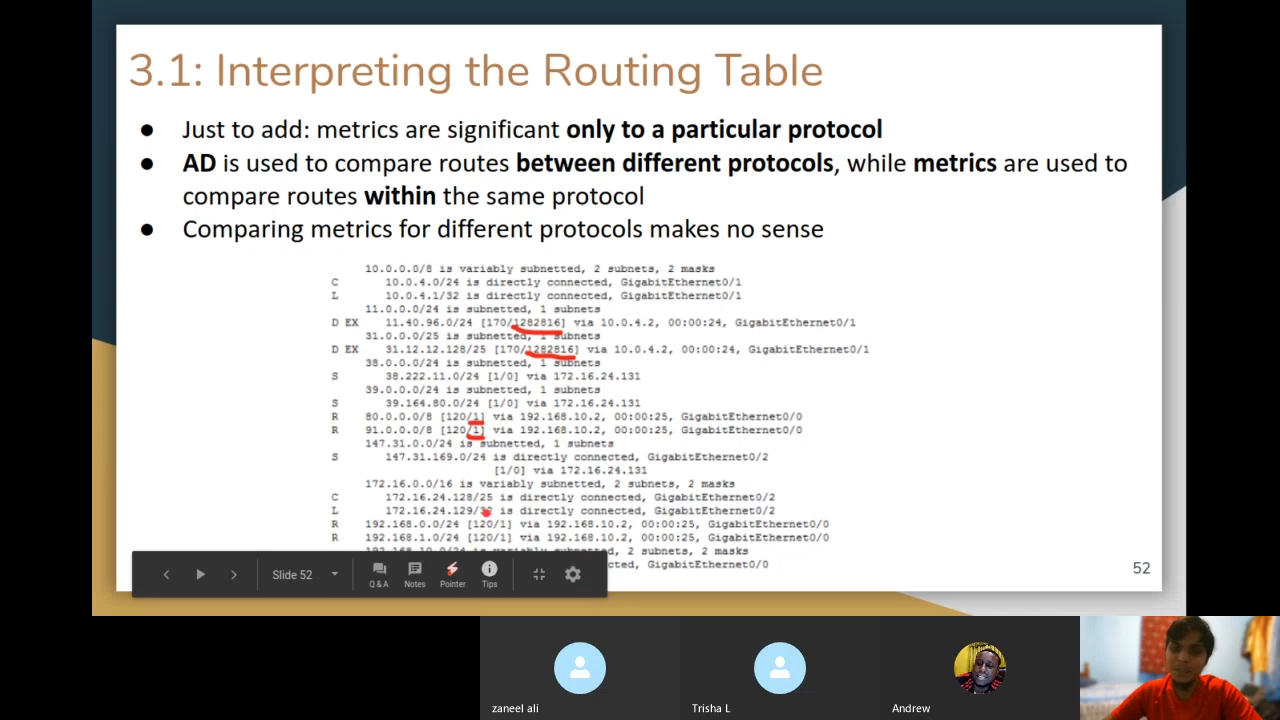 3.1: Interpreting the Routing Table
● Just to add: metrics are significant only to a particular protocol
● AD is used to compare routes between different protocols, while metrics are used to
compare routes within the same protocol
● Comparing metrics for different protocols makes no sense
10.0.0.0/8 is variably subnetted, 2 subnets, 2 masks
C 10.0.4.0/24 is directly connected, GigabitEthernet0/1
L 10.0.4.1/32 is directly connected, GigabitEthernet0/1
11.0.0.0/24 is subnetted, 1 subnets
D EX 11.40.96.0/24 [170/1282816] via 10.0.4.2, 00:00:24, GigabitEthernet0/1
31.0.0.0/25 is subnetted, 1 subnets
D EX 31.12.12.128/25 [170/1282816] via 10.0.4.2, 00:00:24, GigabitEthernet0/1
38.0.0.0/24 is subnetted, 1 subnets
S 38.222.11.0/24 [1/0] via 172.16.24.131
39.0.0.0/24 is subnetted, 1 subnets
S 39.164.80.0/24 [1/0] via 172.16.24.131
R 80.0.0.0/8 [120/1] via 192.168.10.2, 00:00:25, GigabitEthernet0/0
R 91.0.0.0/8 [120/1] via 192.168.10.2, 00:00:25, GigabitEthernet0/0
147.31.0.0/24 is subnetted, 1 subnets
S 147.31.169.0/24 is directly connected, GigabitEthernet0/2
[1/0] via 172.16.24.131
172.16.0.0/16 is variably subnetted, 2 subnets, 2 masks
C 172.16.24.128/25 is directly connected, GigabitEthernet0/2
L 172.16.24.129/32 is directly connected, GigabitEthernet0/2
R 192.168.0.0/24 [120/1] via 192.168.10.2, 00:00:25, GigabitEthernet0/0
R 192.168.1.0/24 [120/1] via 192.168.10.2, 00:00:25, GigabitEthernet0/0
192.168.10.0/24 is variably subnetted, 2 subnets, 2 masks
GigabitEthernet0/0
52
Slide 52
Q & A
Notes
Pointer
Tips
zaneel ali
Trisha L
Andrew